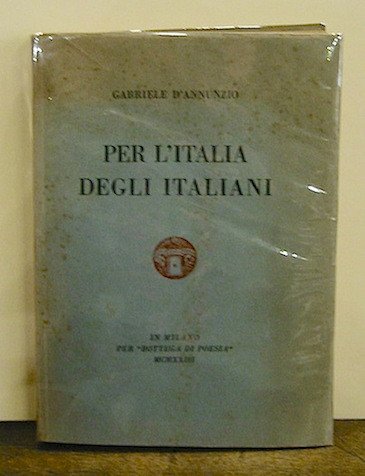 GABRIELE D'ANNUNZIO
PER L'ITALIA
DEGLI ITALIANI
IN MILANO
PER "BOTTEGA DI POESIA"
MCMXXIII